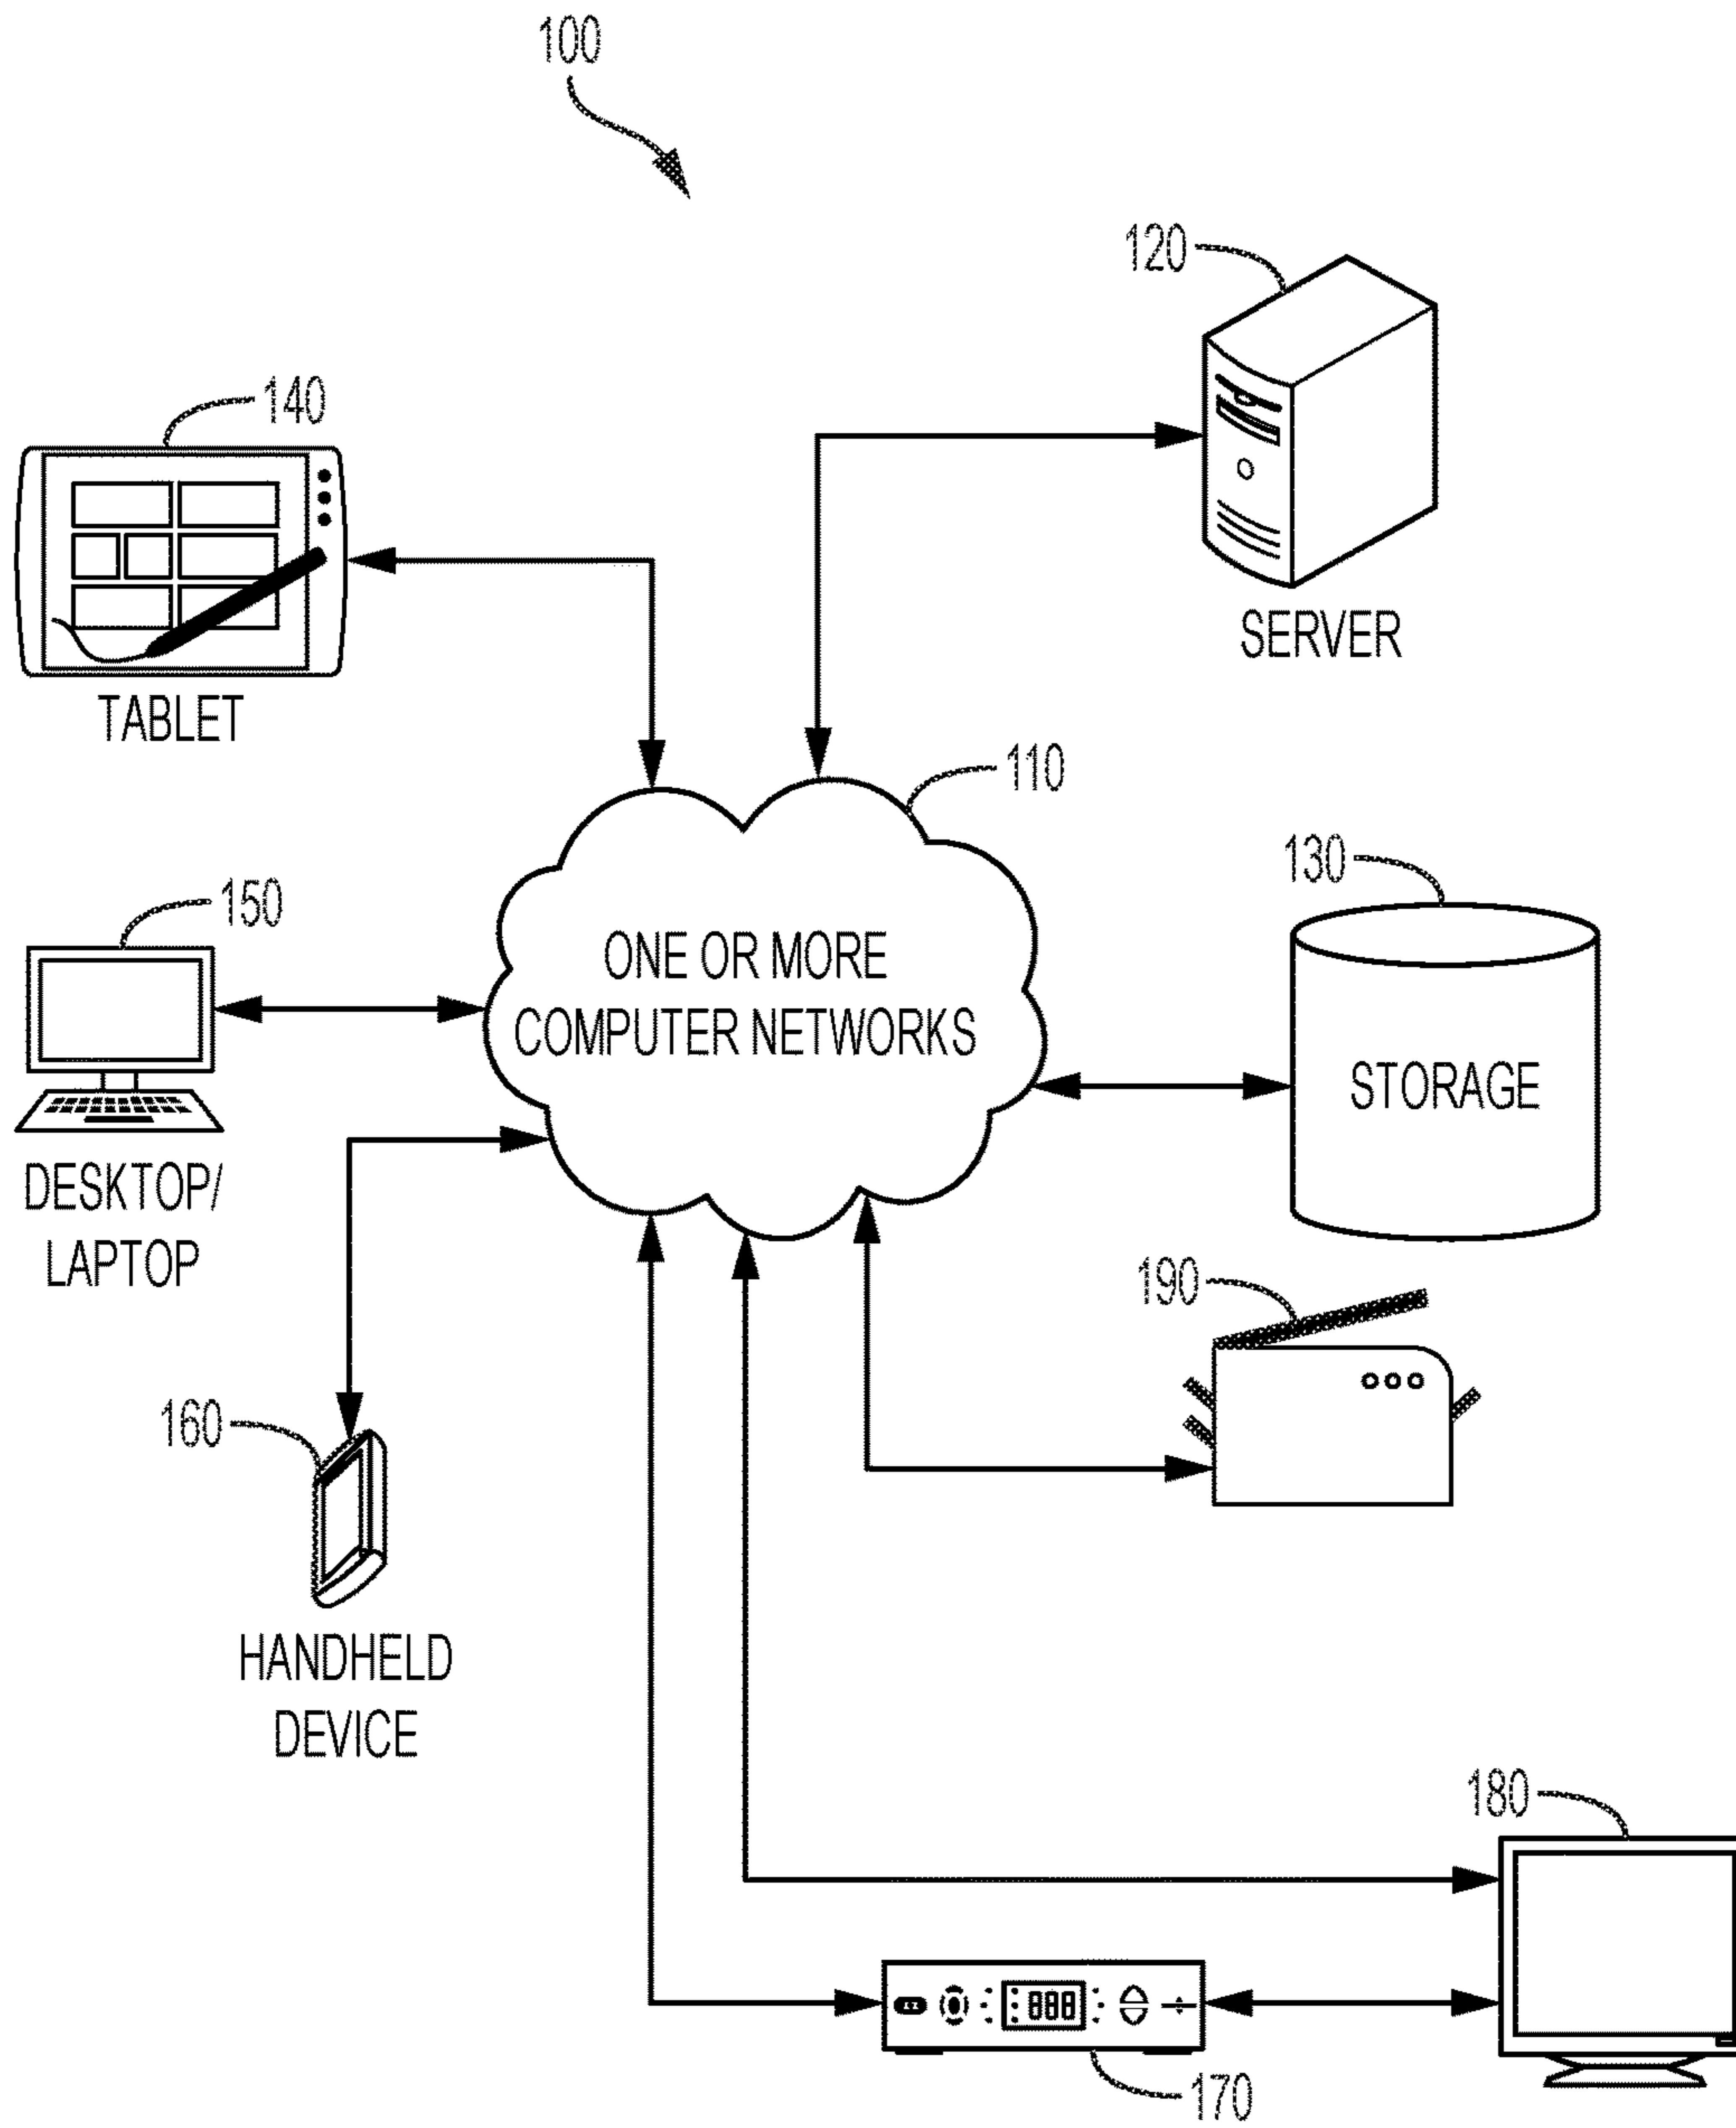 100
120
140
SERVER
TABLET
110
130
150
ONE OR MORE
COMPUTER NETWORKS
STORAGE
DESKTOP/
LAPTOP
190
160
HANDHELD
DEVICE
180
888
170